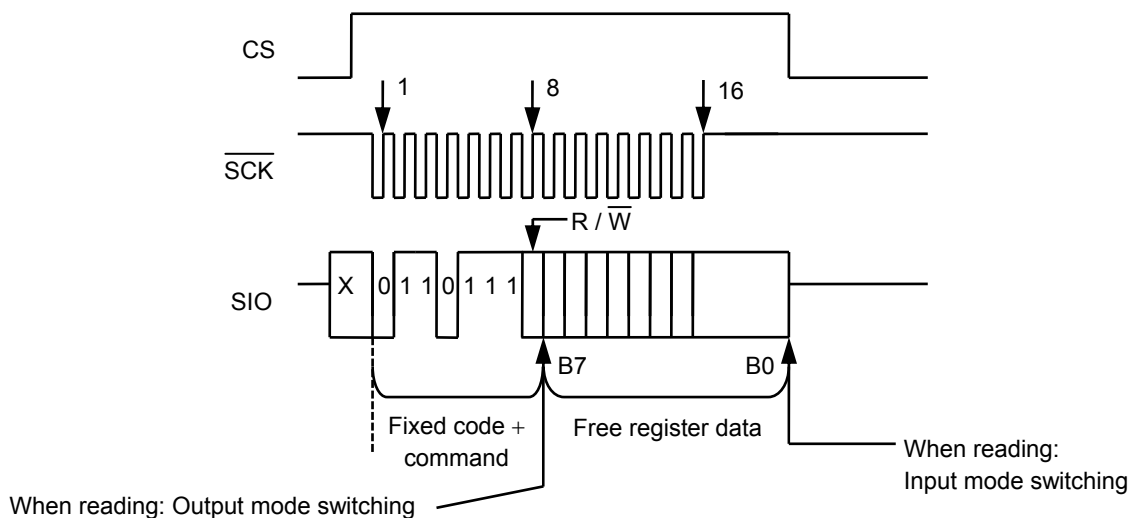 CS
1 8 16
SCK
R / W
X 0 1 1 0 1 1 1
SIO
B7 B0
Fixed code +
command
Free register data
When reading:
Input mode switching
When reading: Output mode switching